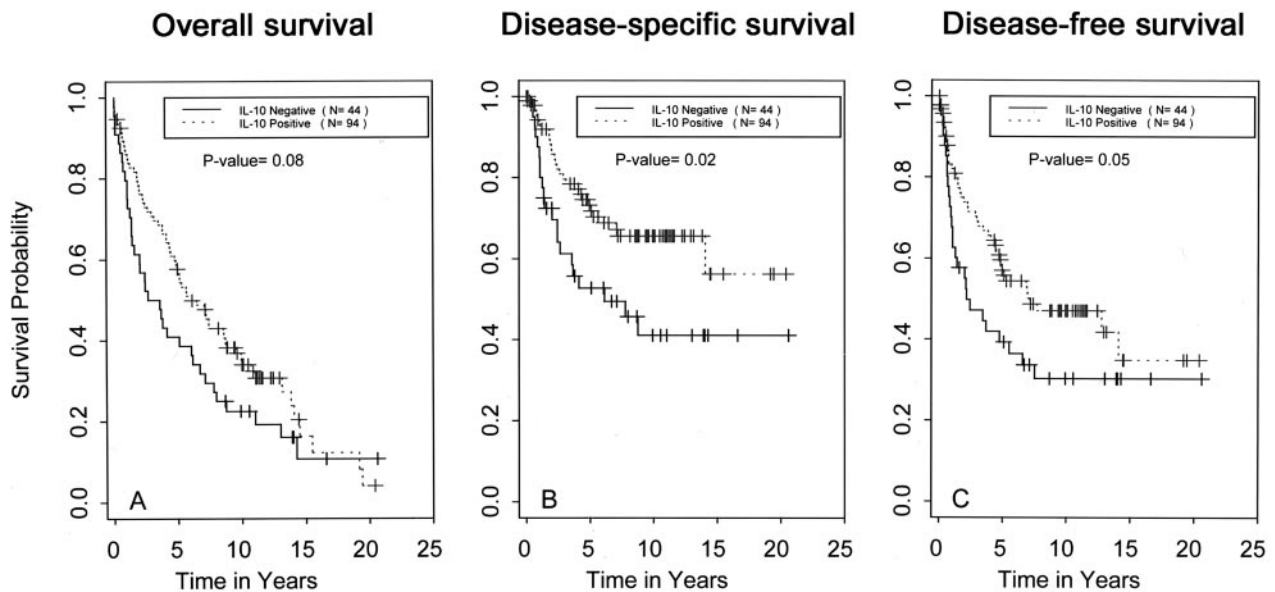 Overall survival
Disease-specific survival
Disease-free survival
Survival Probability
1.0
0.8
0.6
0.4
0.2
0.0
IL-10 Negative ( N= 44 )
IL-10 Positive ( N= 94 )
P-value= 0.08
A
0 5 10 15 20 25
Time in Years
1.0
0.8
0.6
0.4
0.2
0.0
IL-10 Negative ( N= 44 )
IL-10 Positive ( N= 94 )
P-value= 0.02
B
0 5 10 15 20 25
Time in Years
1.0
0.8
0.6
0.4
0.2
0.0
IL-10 Negative ( N= 44 )
IL-10 Positive ( N= 94 )
P-value= 0.05
C
0 5 10 15 20 25
Time in Years